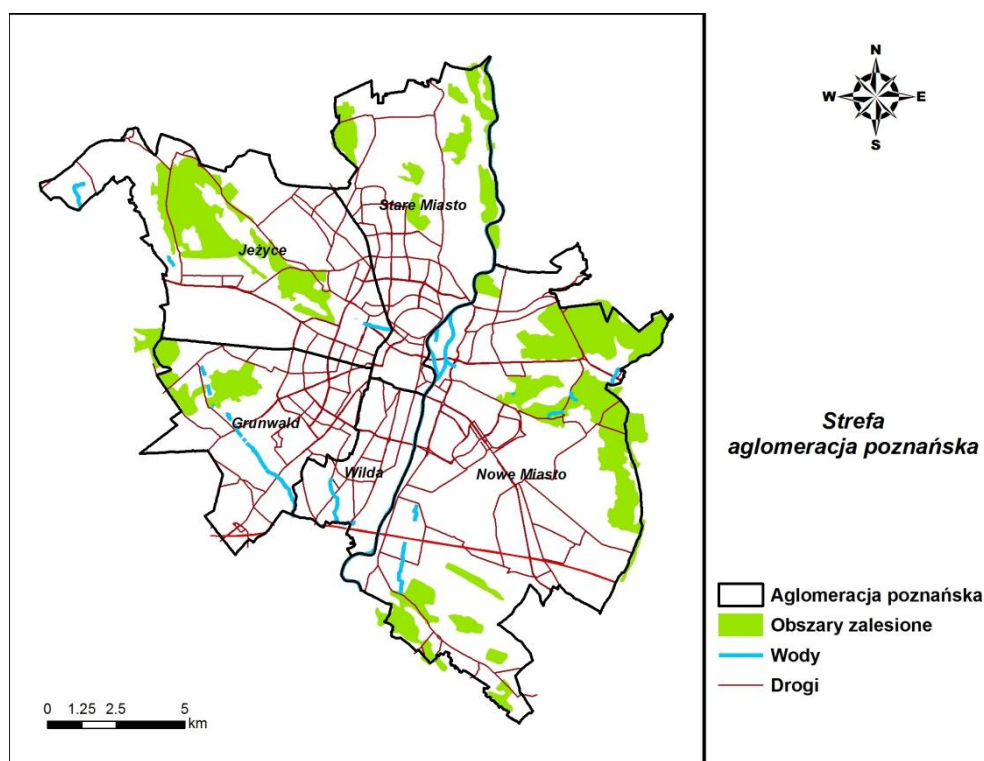 N
W E
S
Stare Miasto
Jeżyce
Grunwald
Wilda
Nowe Miasto
Strefa
aglomeracja poznańska
Aglomeracja poznańska
Obszary zalesione
Wody
Drogi
0 1.25 2.5 5
km